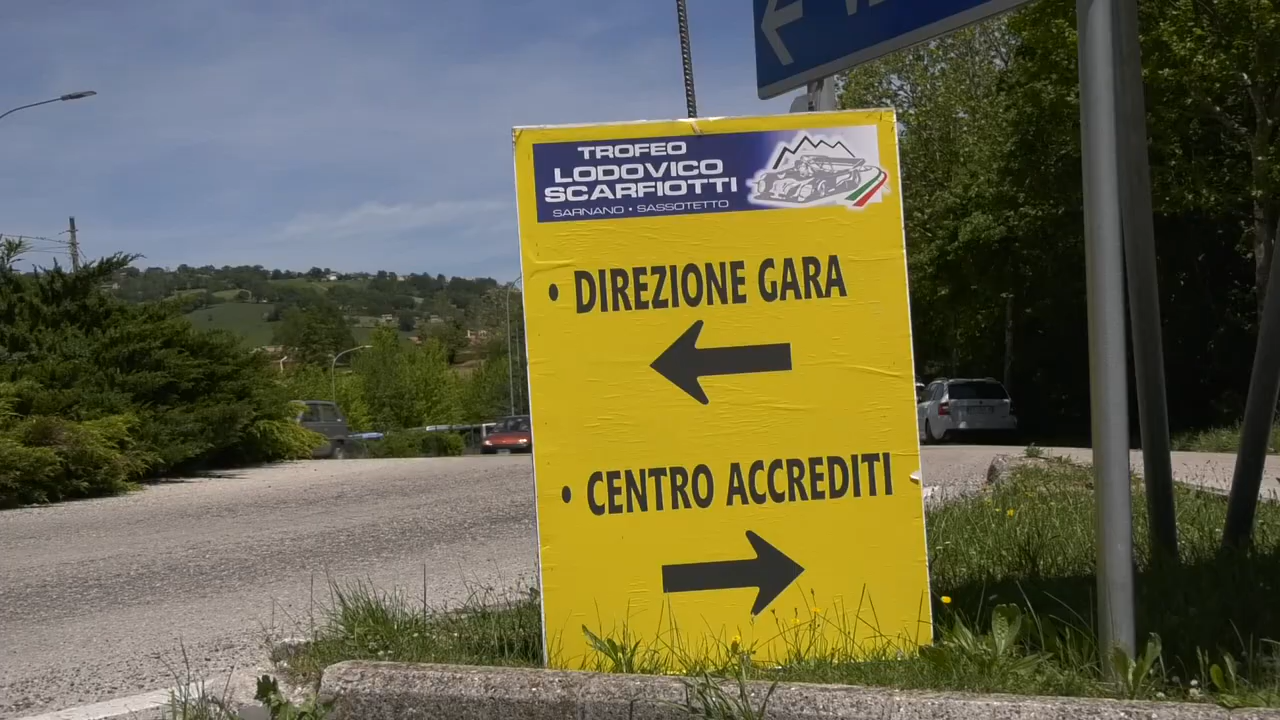 TROFEO
LODOVICO
SCARFIOTTI
SARNANO • SASSOTETTO
• DIREZIONE GARA
• CENTRO ACCREDITI